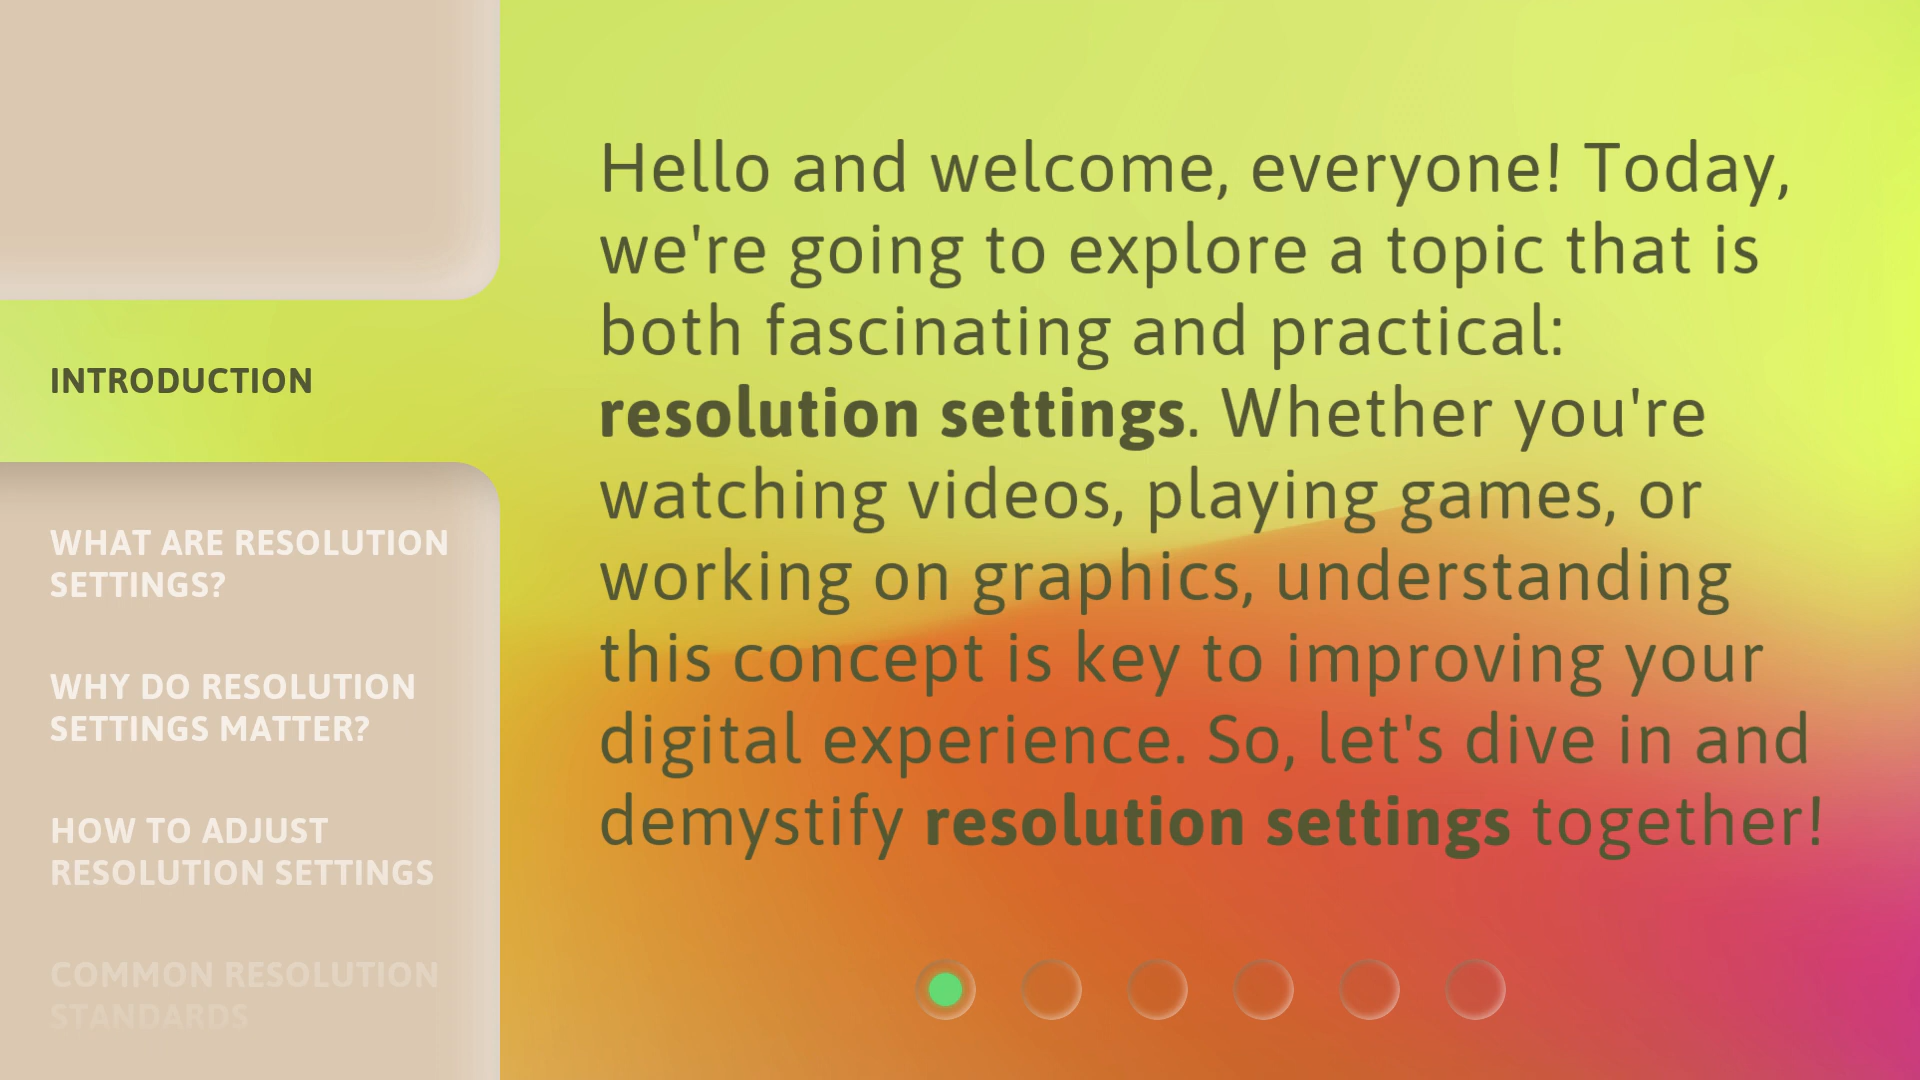 INTRODUCTION
WHAT ARE RESOLUTION
SETTINGS?
WHY DO RESOLUTION
SETTINGS MATTER?
HOW TO ADJUST
RESOLUTION SETTINGS
COMMON RESOLUTION
STANDARDS
Hello and welcome, everyone! Today,
we're going to explore a topic that is
both fascinating and practical:
resolution settings. Whether you're
watching videos, playing games, or
working on graphics, understanding
this concept is key to improving your
digital experience. So, let's dive in and
demystify resolution settings together!